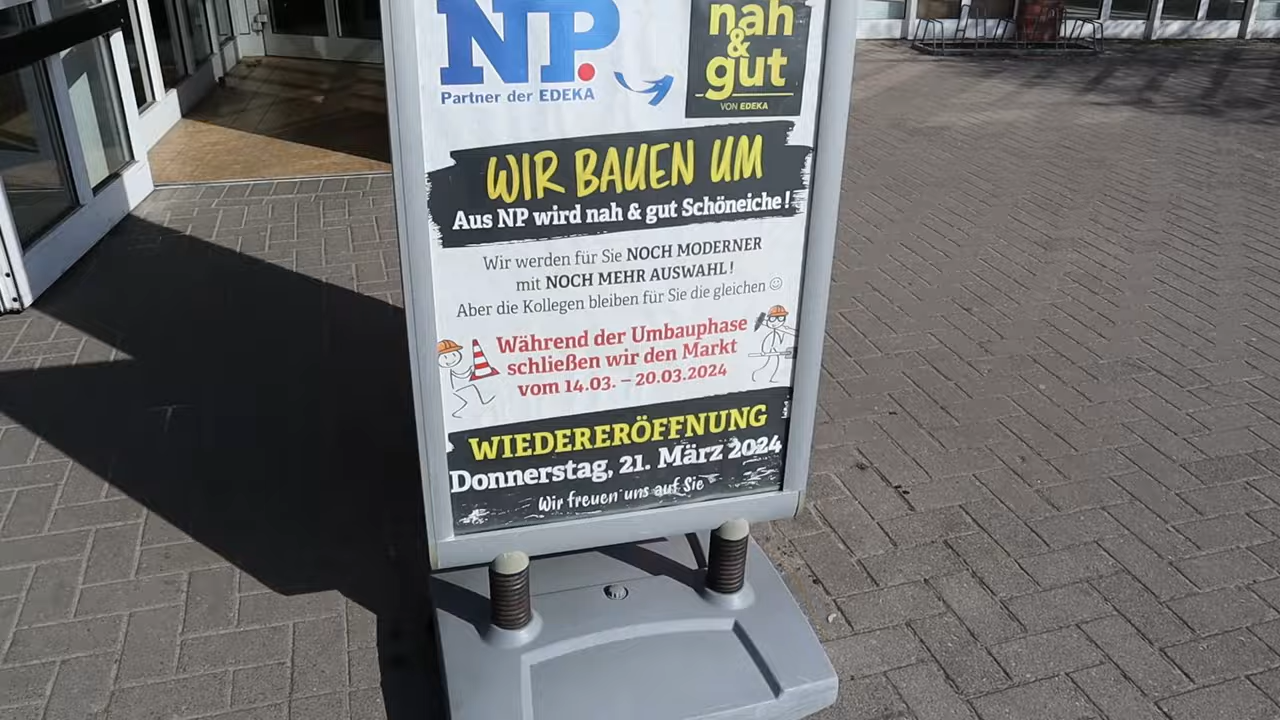 NP.
Partner der EDEKA
nah
&
gut
VON EDEKA
WIR BAUEN UM
Aus NP wird nah & gut Schöneiche!
Wir werden für Sie NOCH MODERNER
mit NOCH MEHR AUSWAHL!
Aber die Kollegen bleiben für Sie die gleichen ☺
Während der Umbauphase
schließen wir den Markt
vom 14.03. – 20.03.2024
WIEDERERÖFFNUNG
Donnerstag, 21. März 2024
Wir freuen uns auf Sie